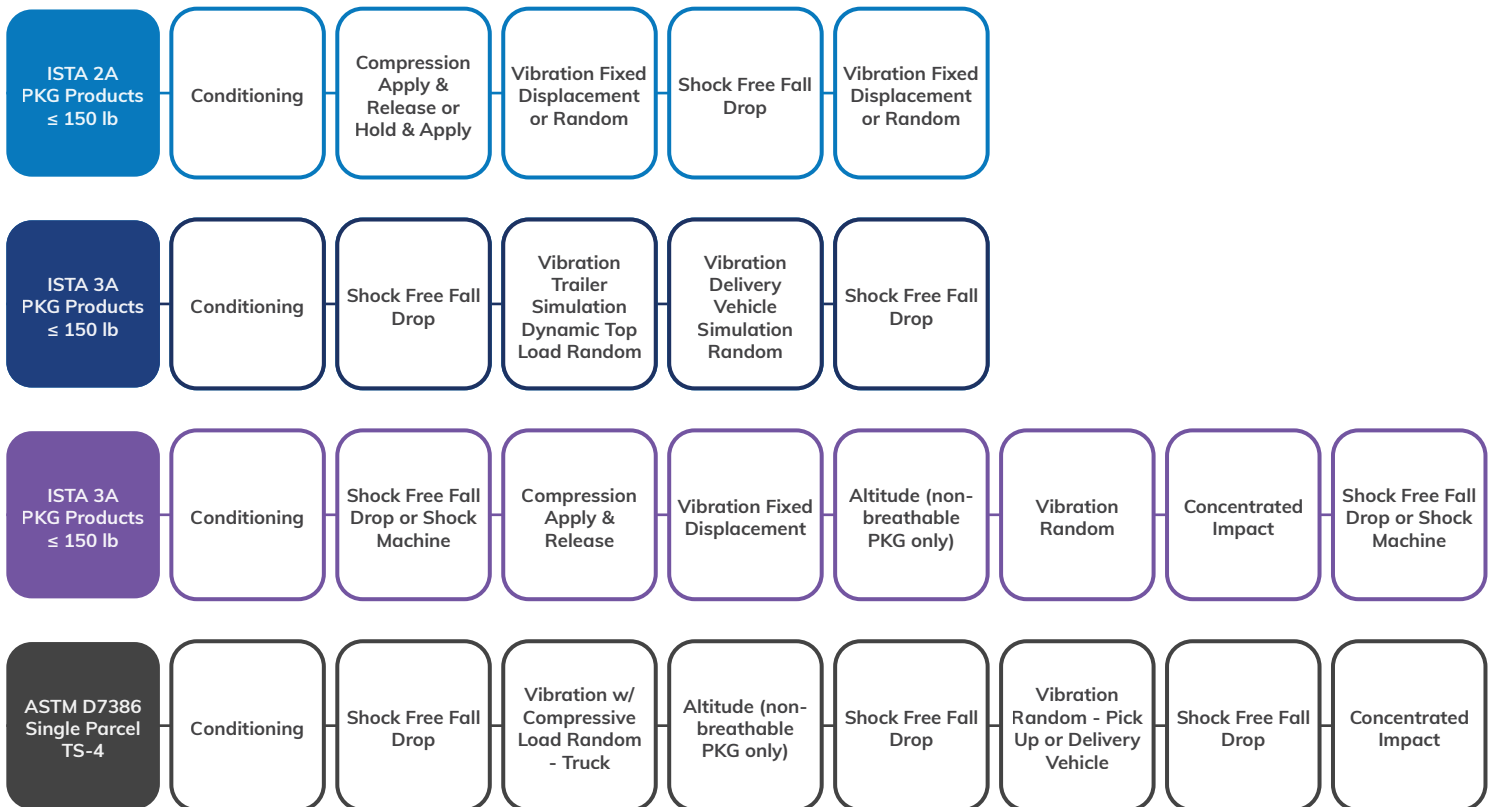 ISTA 2A
PKG Products
≤ 150 lb
Conditioning
Compression
Apply &
Release or
Hold & Apply
Vibration Fixed
Displacement
or Random
Shock Free Fall
Drop
Vibration Fixed
Displacement
or Random
ISTA 3A
PKG Products
≤ 150 lb
Conditioning
Shock Free Fall
Drop
Vibration
Trailer
Simulation
Dynamic Top
Load Random
Vibration
Delivery
Vehicle
Simulation
Random
Shock Free Fall
Drop
ISTA 3A
PKG Products
≤ 150 lb
Conditioning
Shock Free Fall
Drop or Shock
Machine
Compression
Apply &
Release
Vibration Fixed
Displacement
Altitude (non-
breathable
PKG only)
Vibration
Random
Concentrated
Impact
Shock Free Fall
Drop or Shock
Machine
ASTM D7386
Single Parcel
TS-4
Conditioning
Shock Free Fall
Drop
Vibration w/
Compressive
Load Random
- Truck
Altitude (non-
breathable
PKG only)
Shock Free Fall
Drop
Vibration
Random - Pick
Up or Delivery
Vehicle
Shock Free Fall
Drop
Concentrated
Impact